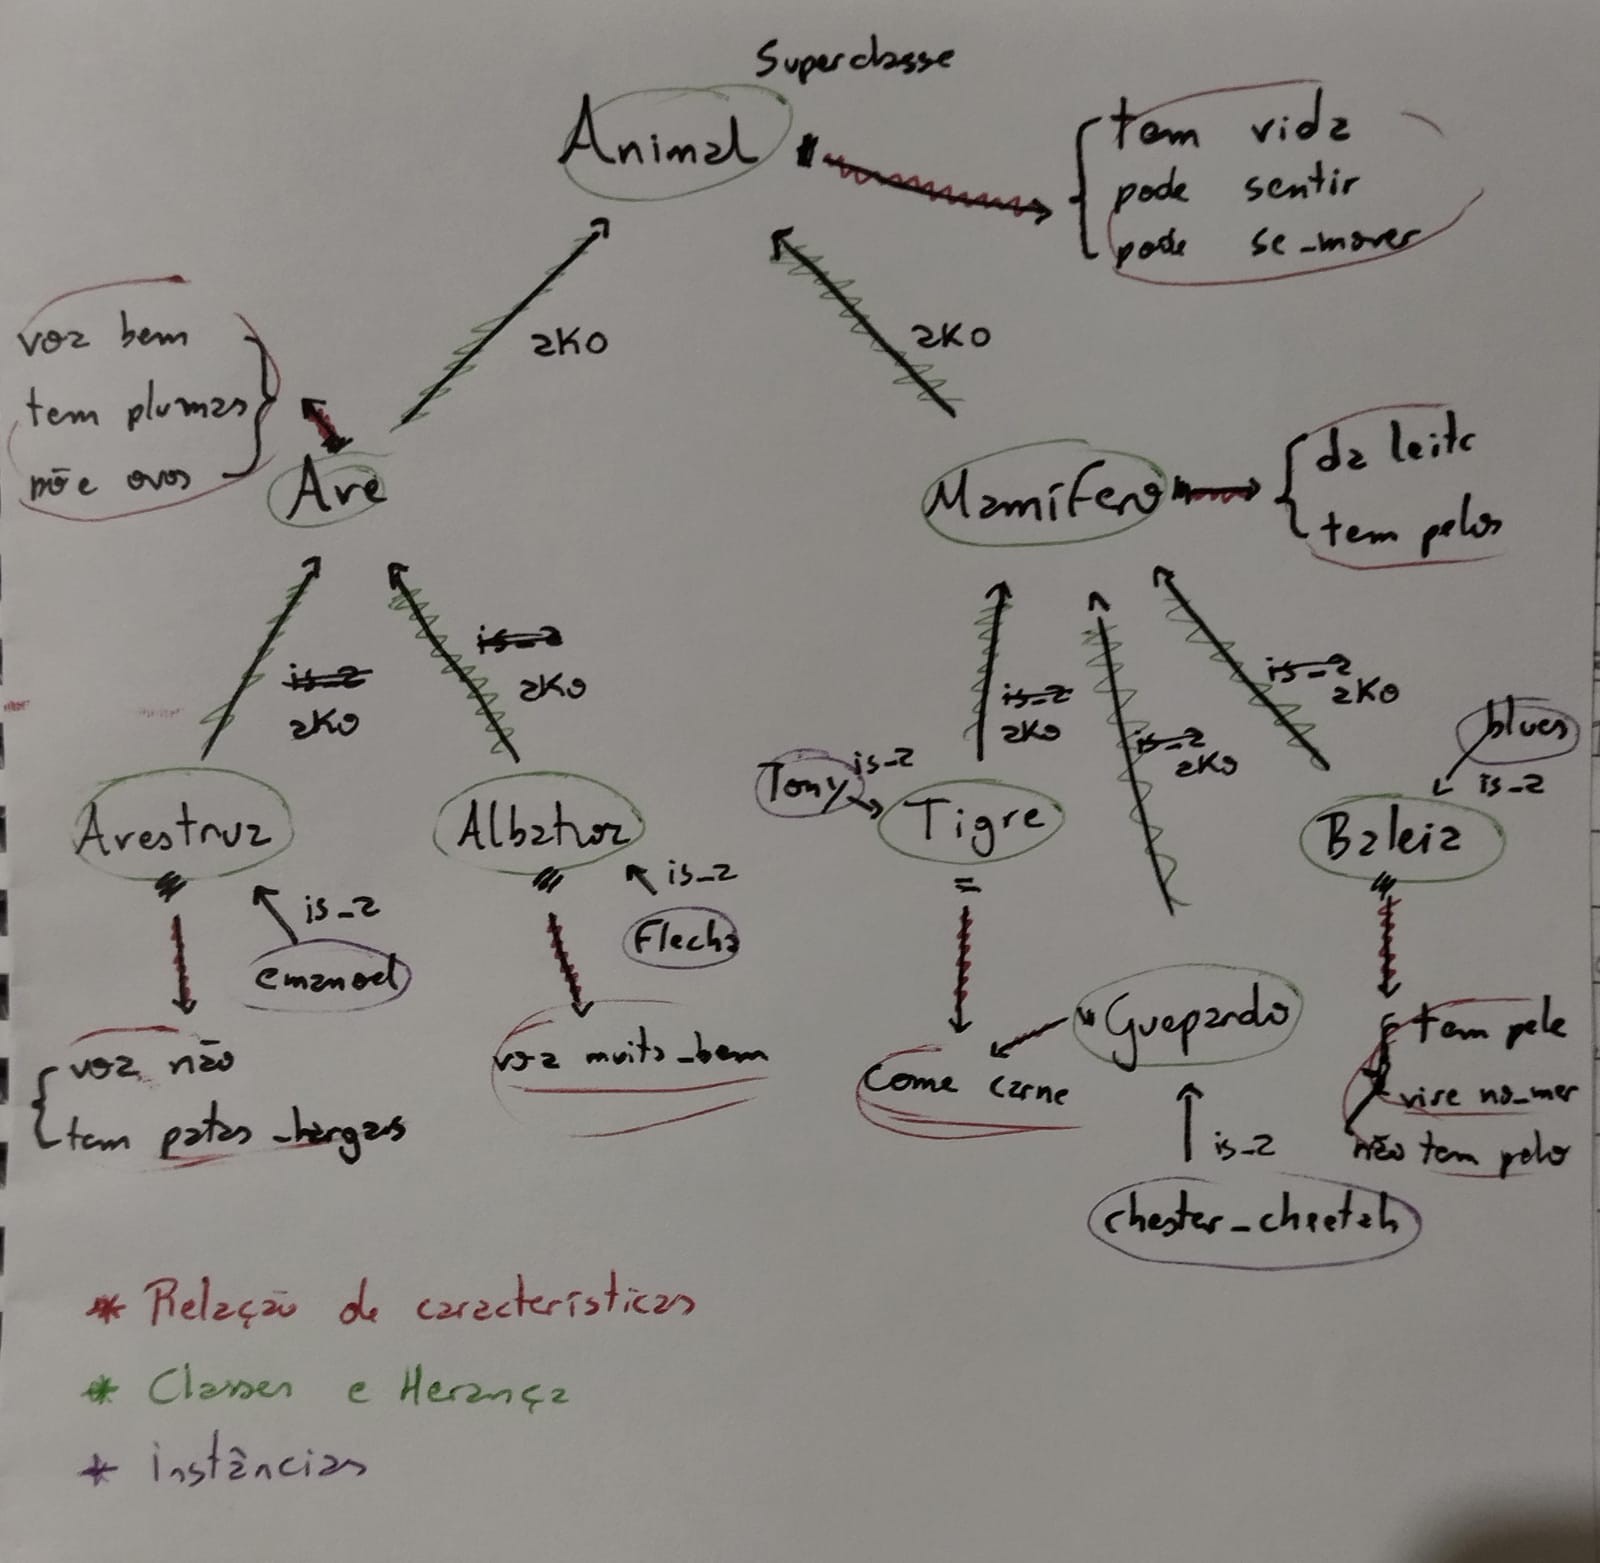 Superclasse
Animal
tem vida
pode sentir
pode se_mover
ako
ako
voa bem
tem plumas
põe ovos
Ave
Mamífero
da leite
tem pelos
is_a
ako
is_a
ako
is_a
ako
is_a
ako
is_a
ako
blues
is_a
Tony
is_a
Avestruz
Albatroz
Tigre
Baleia
is_a
emanoel
is_a
Flecha
voa não
tem patas_largas
voa muito_bem
Come carne
Guepardo
is_a
chester_cheetah
tem pele
vive no_mar
não tem pelo
* Relação de características
* Classes e Herança
* instâncias